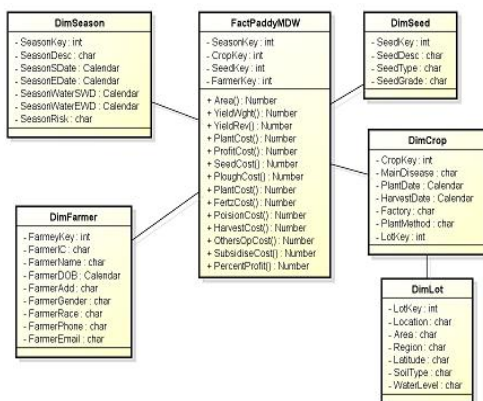 DimSeason
- SeasonKey : int
- SeasonDesc : char
- SeasonSDate : Calendar
- SeasonEDate : Calendar
- SeasonWaterSWD : Calendar
- SeasonWaterEWD : Calendar
- SeasonRisk : char
FactPaddyMDW
- SeasonKey : int
- CropKey : int
- SeedKey : int
- FarmerKey : int
+ Area() : Number
+ YieldWght() : Number
+ YieldRev() : Number
+ PlantCost() : Number
+ ProfitCost() : Number
+ SeedCost() : Number
+ PloughCost() : Number
+ PlantCost() : Number
+ FertzCost() : Number
+ PoisionCost() : Number
+ HarvestCost() : Number
+ OthersOpCost() : Number
+ SubsidiseCost() : Number
+ PercentProfit() : Number
DimSeed
- SeedKey : int
- SeedDesc : char
- SeedType : char
- SeedGrade : char
DimCrop
- CropKey : int
- MainDisease : char
- PlantDate : Calendar
- HarvestDate : Calendar
- Factory : char
- PlantMethod : char
- LotKey : int
DimFarmer
- FarmeyKey : int
- FarmerIC : char
- FarmerName : char
- FarmerDOB : Calendar
- FarmerAdd : char
- FarmerGender : char
- FarmerRace : char
- FarmerPhone : char
- FarmerEmail : char
DimLot
- LotKey : int
- Location : char
- Area : char
- Region : char
- Latitude : char
- SoilType : char
- WaterLevel : char